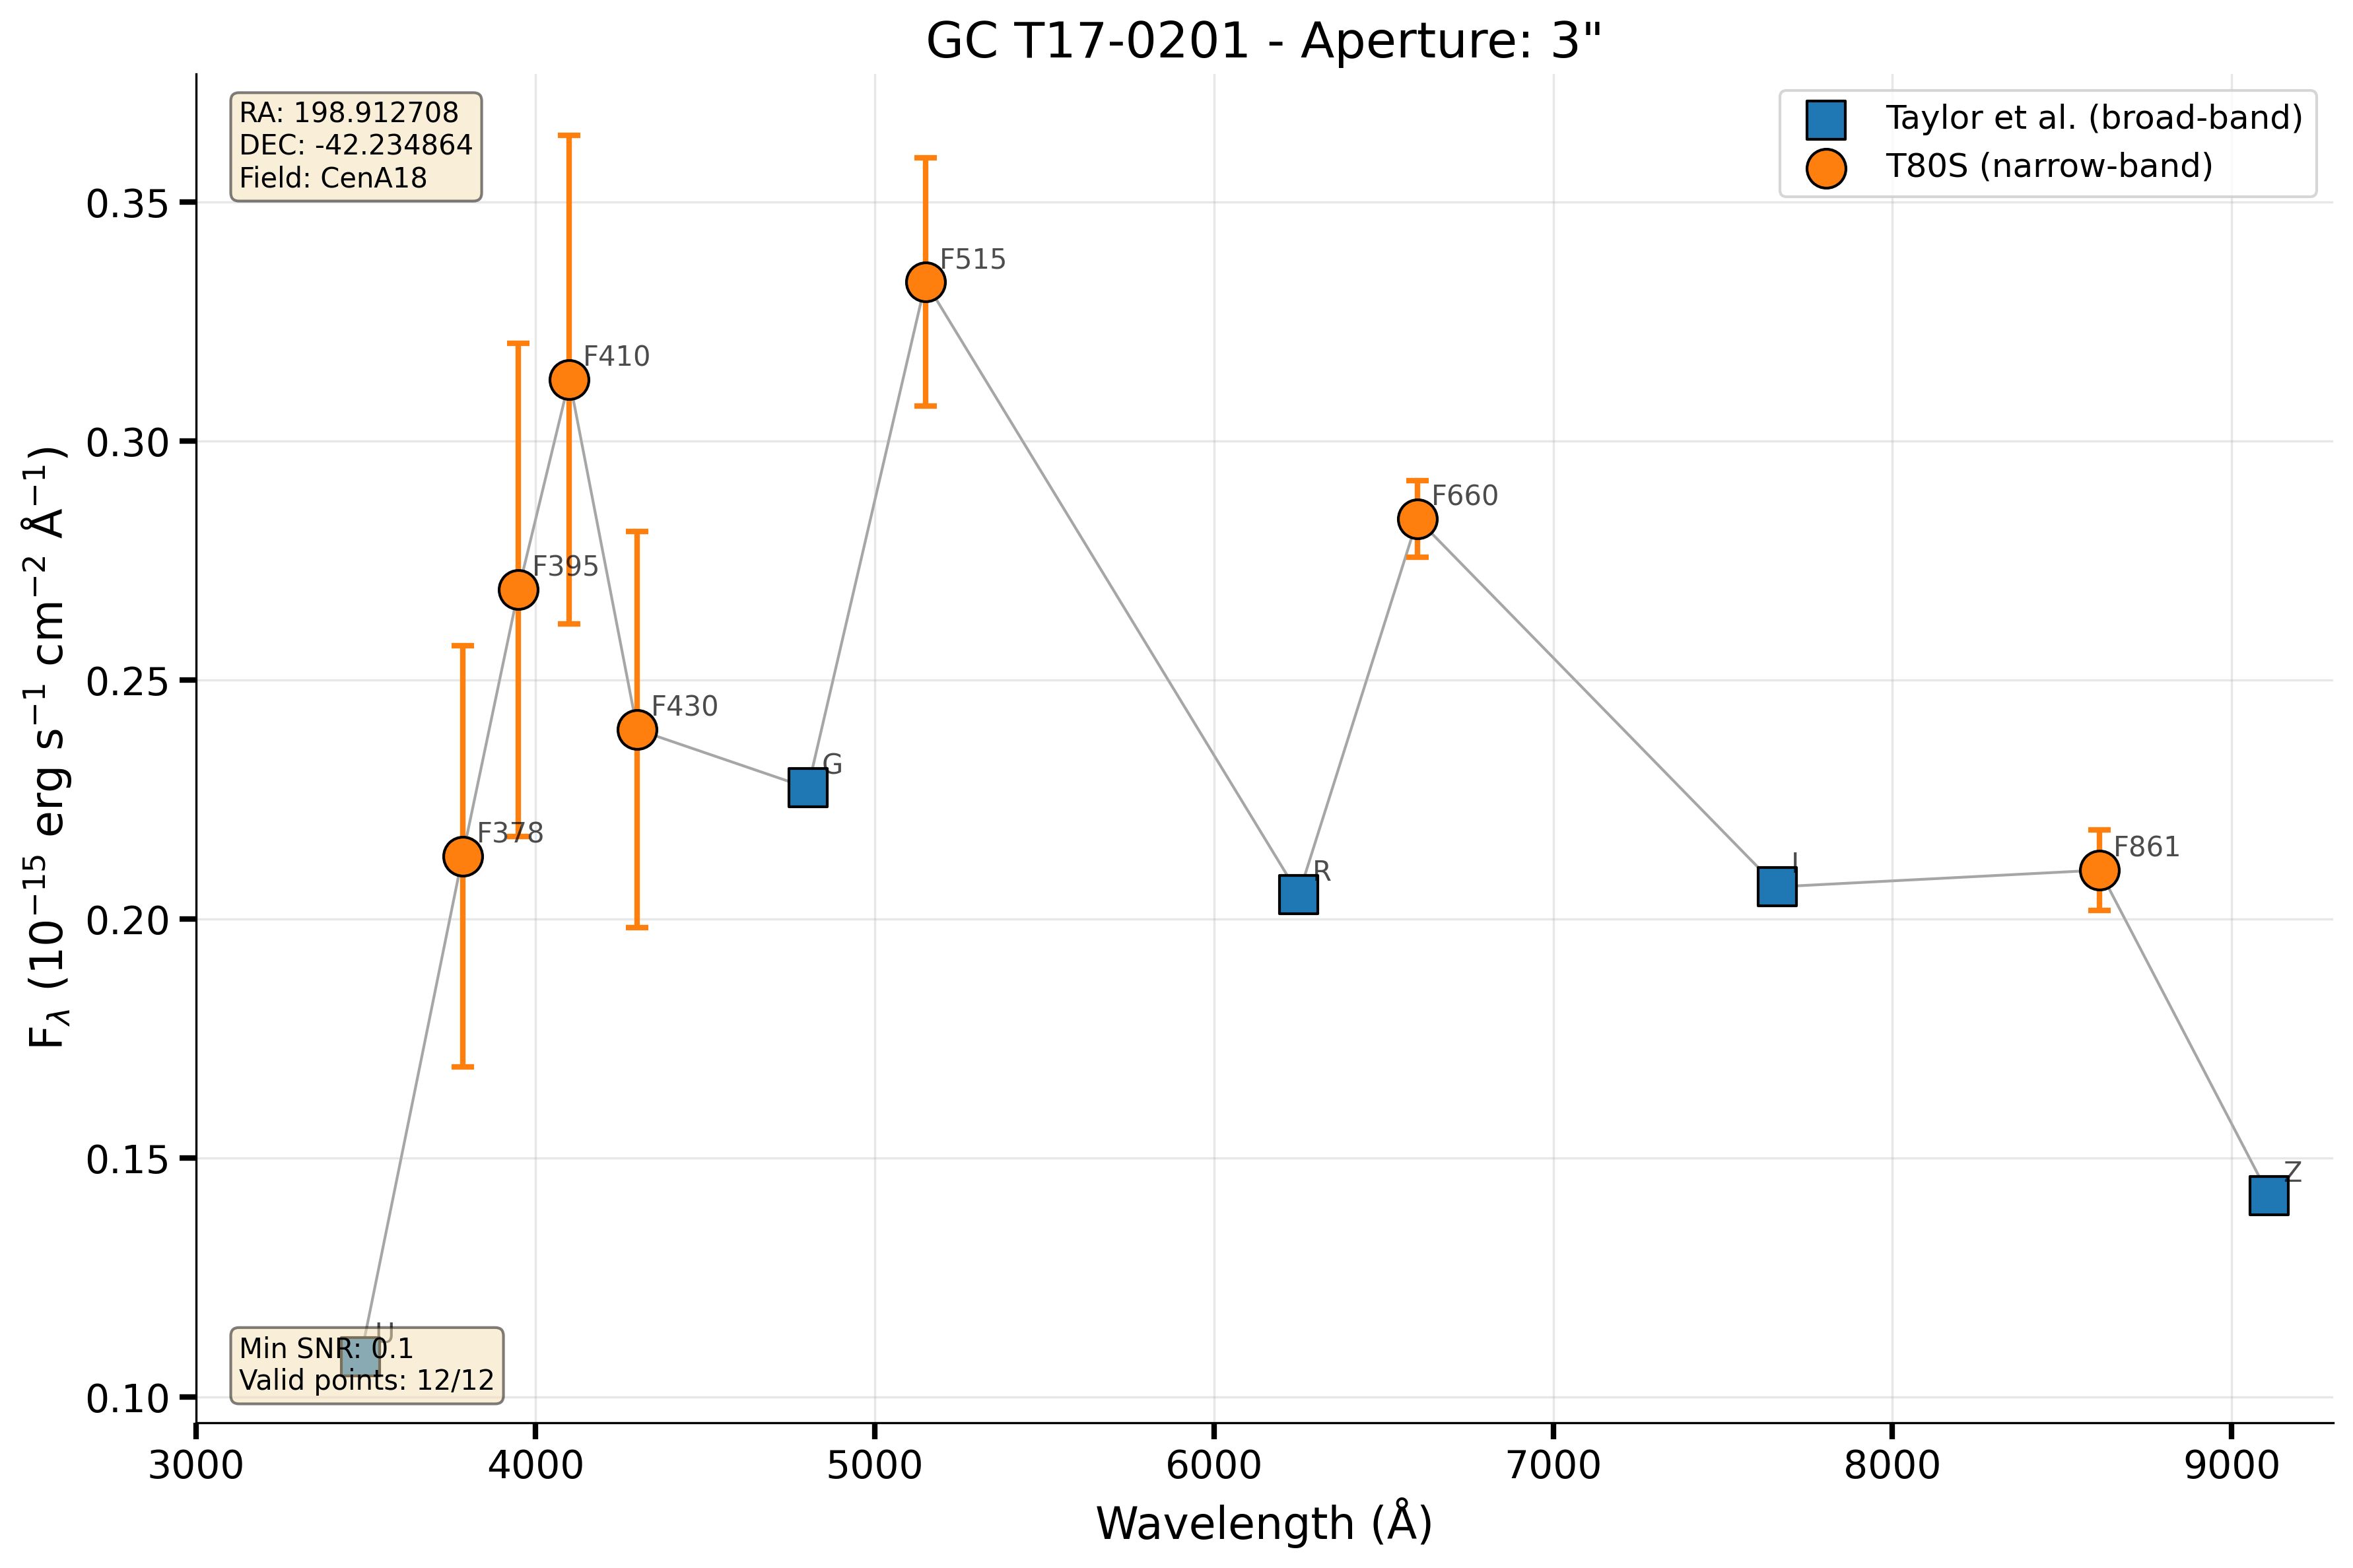 GC T17-0201 - Aperture: 3"
RA: 198.912708
DEC: -42.234864
Field: CenA18
Taylor et al. (broad-band)
T80S (narrow-band)
F_λ (10^−15 erg s^−1 cm^−2 Å^−1)
0.35
0.30
0.25
0.20
0.15
0.10
F515
F410
F660
F395
F430
G
F378
R
I
F861
Z
U
Min SNR: 0.1
Valid points: 12/12
3000 4000 5000 6000 7000 8000 9000
Wavelength (Å)